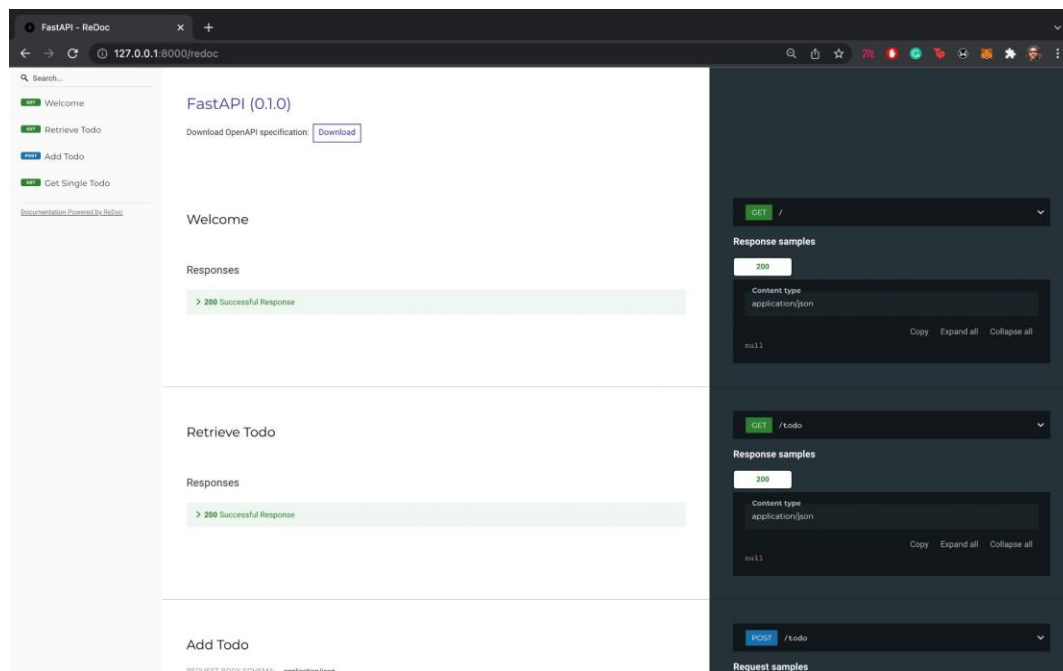 FastAPI - ReDoc
127.0.0.1:8000/redoc
Search...
GET Welcome
GET Retrieve Todo
POST Add Todo
GET Get Single Todo
Documentation Powered by ReDoc
FastAPI (0.1.0)
Download OpenAPI specification: Download
Welcome
Responses
200 Successful Response
GET /
Response samples
200
Content type
application/json
Copy Expand all Collapse all
null
Retrieve Todo
Responses
200 Successful Response
GET /todo
Response samples
200
Content type
application/json
Copy Expand all Collapse all
null
Add Todo
REQUEST BODY SCHEMA: application/json
POST /todo
Request samples